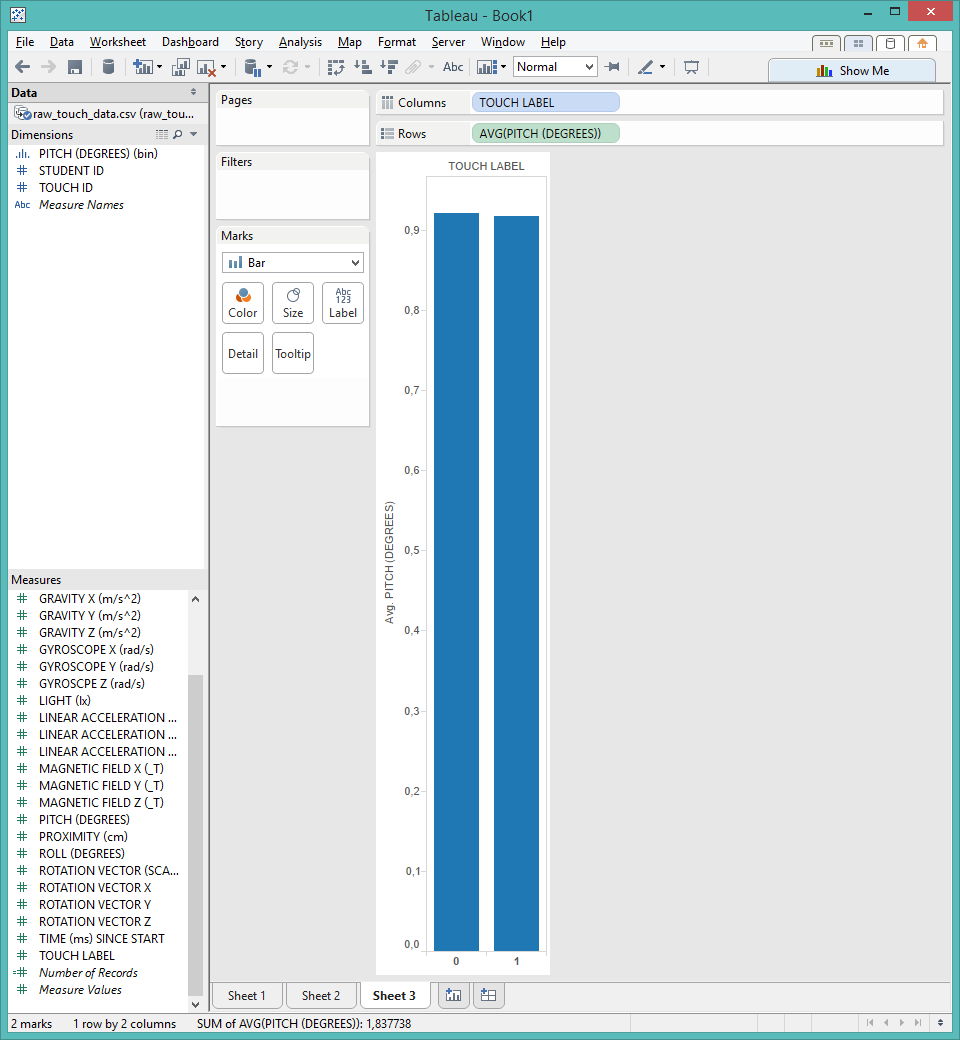 Tableau - Book1
File Data Worksheet Dashboard Story Analysis Map Format Server Window Help
Abc Normal Show Me
Data
raw_touch_data.csv (raw_tou...
Dimensions
PITCH (DEGREES) (bin)
STUDENT ID
TOUCH ID
Abc Measure Names
Measures
GRAVITY X (m/s^2)
GRAVITY Y (m/s^2)
GRAVITY Z (m/s^2)
GYROSCOPE X (rad/s)
GYROSCOPE Y (rad/s)
GYROSCPE Z (rad/s)
LIGHT (lx)
LINEAR ACCELERATION ...
LINEAR ACCELERATION ...
LINEAR ACCELERATION ...
MAGNETIC FIELD X (_T)
MAGNETIC FIELD Y (_T)
MAGNETIC FIELD Z (_T)
PITCH (DEGREES)
PROXIMITY (cm)
ROLL (DEGREES)
ROTATION VECTOR (SCA...
ROTATION VECTOR X
ROTATION VECTOR Y
ROTATION VECTOR Z
TIME (ms) SINCE START
TOUCH LABEL
Number of Records
Measure Values
Pages
Filters
Marks
Bar
Color Size Abc 123 Label
Detail Tooltip
Columns TOUCH LABEL
Rows AVG(PITCH (DEGREES))
TOUCH LABEL
Avg. PITCH (DEGREES)
0,9
0,8
0,7
0,6
0,5
0,4
0,3
0,2
0,1
0,0
0 1
Sheet 1 Sheet 2 Sheet 3
2 marks 1 row by 2 columns SUM of AVG(PITCH (DEGREES)): 1,837738